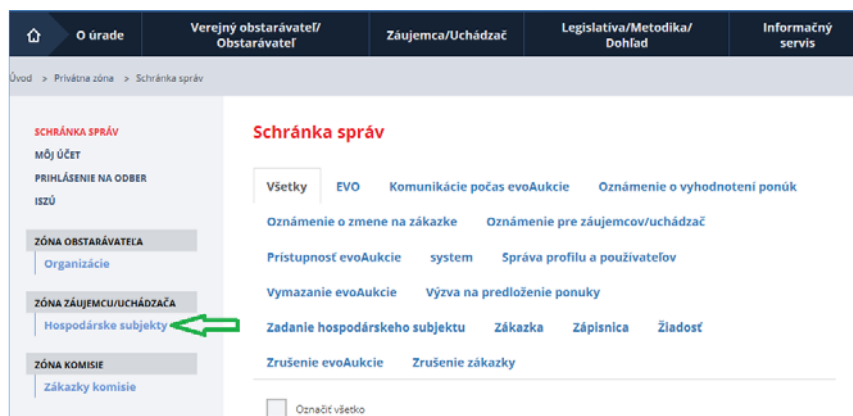 O úrade
Verejný obstarávateľ/
Obstarávateľ
Záujemca/Uchádzač
Legislatíva/Metodika/
Dohľad
Informačný
servis
Úvod > Privátna zóna > Schránka správ
SCHRÁNKA SPRÁV
MÔJ ÚČET
PRIHLÁSENIE NA ODBER
ISZÚ
ZÓNA OBSTARÁVATEĽA
Organizácie
ZÓNA ZÁUJEMCU/UCHÁDZAČA
Hospodárske subjekty
ZÓNA KOMISIE
Zákazky komisie
Schránka správ
Všetky EVO Komunikácie počas evoAukcie Oznámenie o vyhodnotení ponúk
Oznámenie o zmene na zákazke Oznámenie pre záujemcov/uchádzač
Prístupnosť evoAukcie system Správa profilu a používateľov
Vymazanie evoAukcie Výzva na predloženie ponuky
Zadanie hospodárskeho subjektu Zákazka Zápisnica Žiadosť
Zrušenie evoAukcie Zrušenie zákazky
Označiť všetko